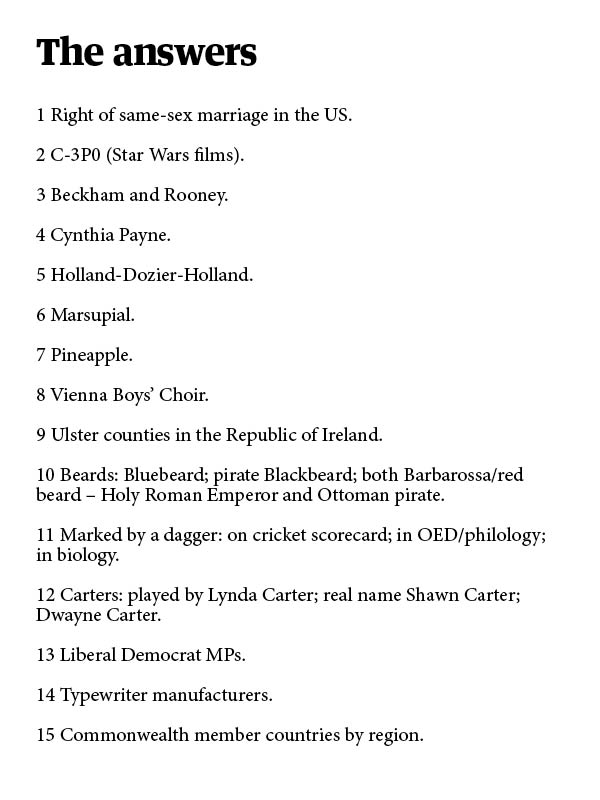 The answers
1 Right of same-sex marriage in the US.
2 C-3P0 (Star Wars films).
3 Beckham and Rooney.
4 Cynthia Payne.
5 Holland-Dozier-Holland.
6 Marsupial.
7 Pineapple.
8 Vienna Boys’ Choir.
9 Ulster counties in the Republic of Ireland.
10 Beards: Bluebeard; pirate Blackbeard; both Barbarossa/red
beard – Holy Roman Emperor and Ottoman pirate.
11 Marked by a dagger: on cricket scorecard; in OED/philology;
in biology.
12 Carters: played by Lynda Carter; real name Shawn Carter;
Dwayne Carter.
13 Liberal Democrat MPs.
14 Typewriter manufacturers.
15 Commonwealth member countries by region.